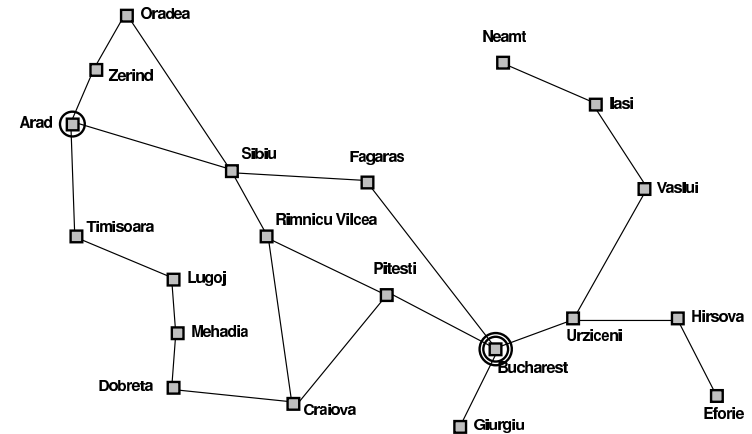 Oradea
Neamt
Zerind
Iasi
Arad
Sibiu
Fagaras
Vaslui
Timisoara
Rimnicu Vilcea
Lugoj
Pitesti
Mehadia
Hirsova
Urziceni
Bucharest
Dobreta
Craiova
Giurgiu
Eforie